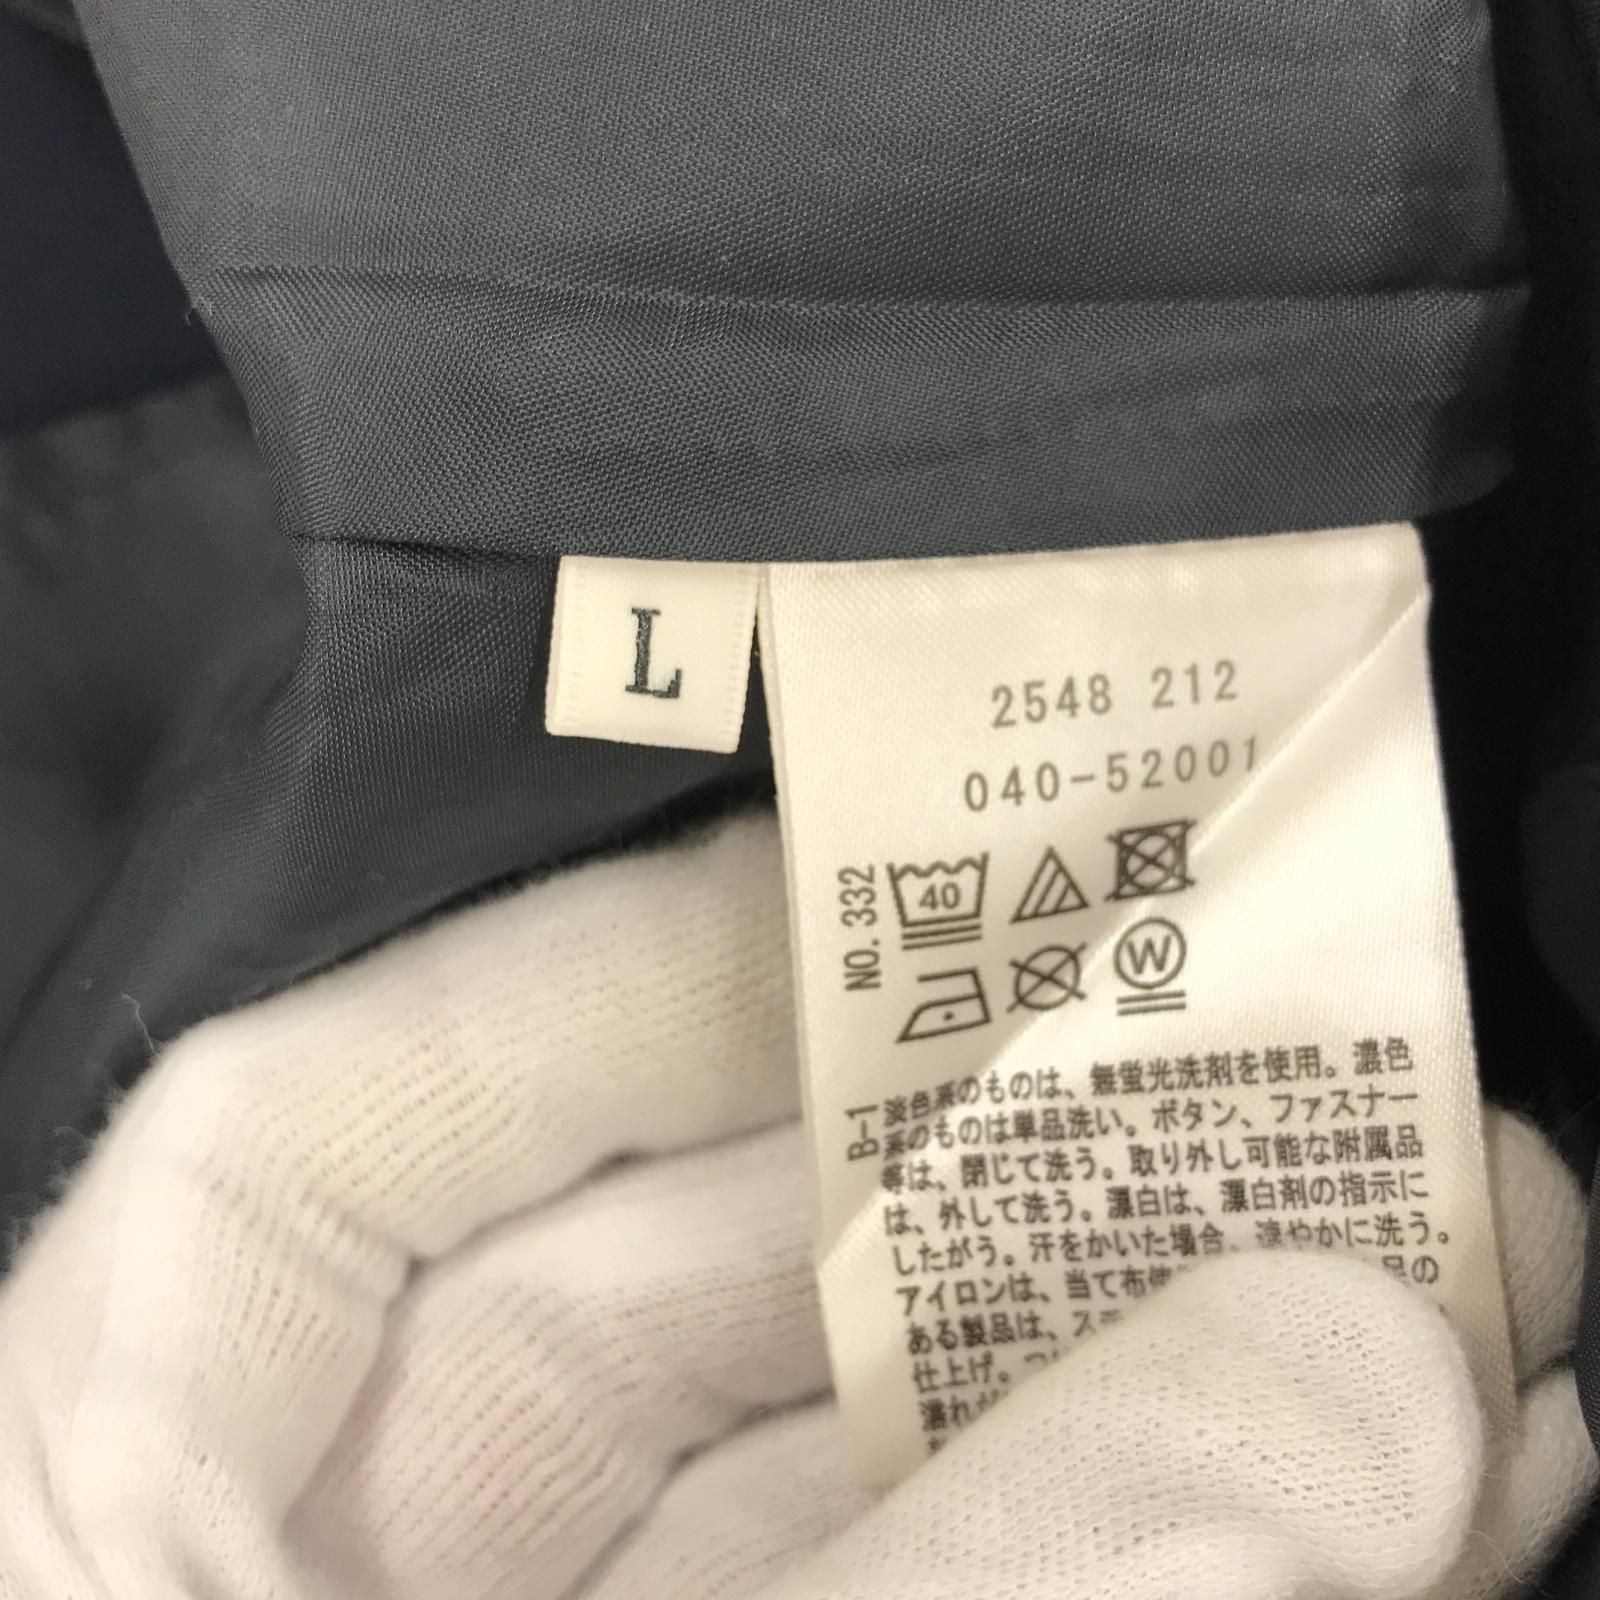 L
2548 212
040-52001
NO. 332
40
W
B-1
淡色系のものは、無蛍光洗剤を使用。濃色
系のものは単品洗い。ボタン、ファスナー
等は、閉じて洗う。取り外し可能な附属品
は、外して洗う。漂白は、漂白剤の指示に
したがう。汗をかいた場合、速やかに洗う。
アイロンは、当て布使
の
ある製品は、ス
仕上げ。
濡れ